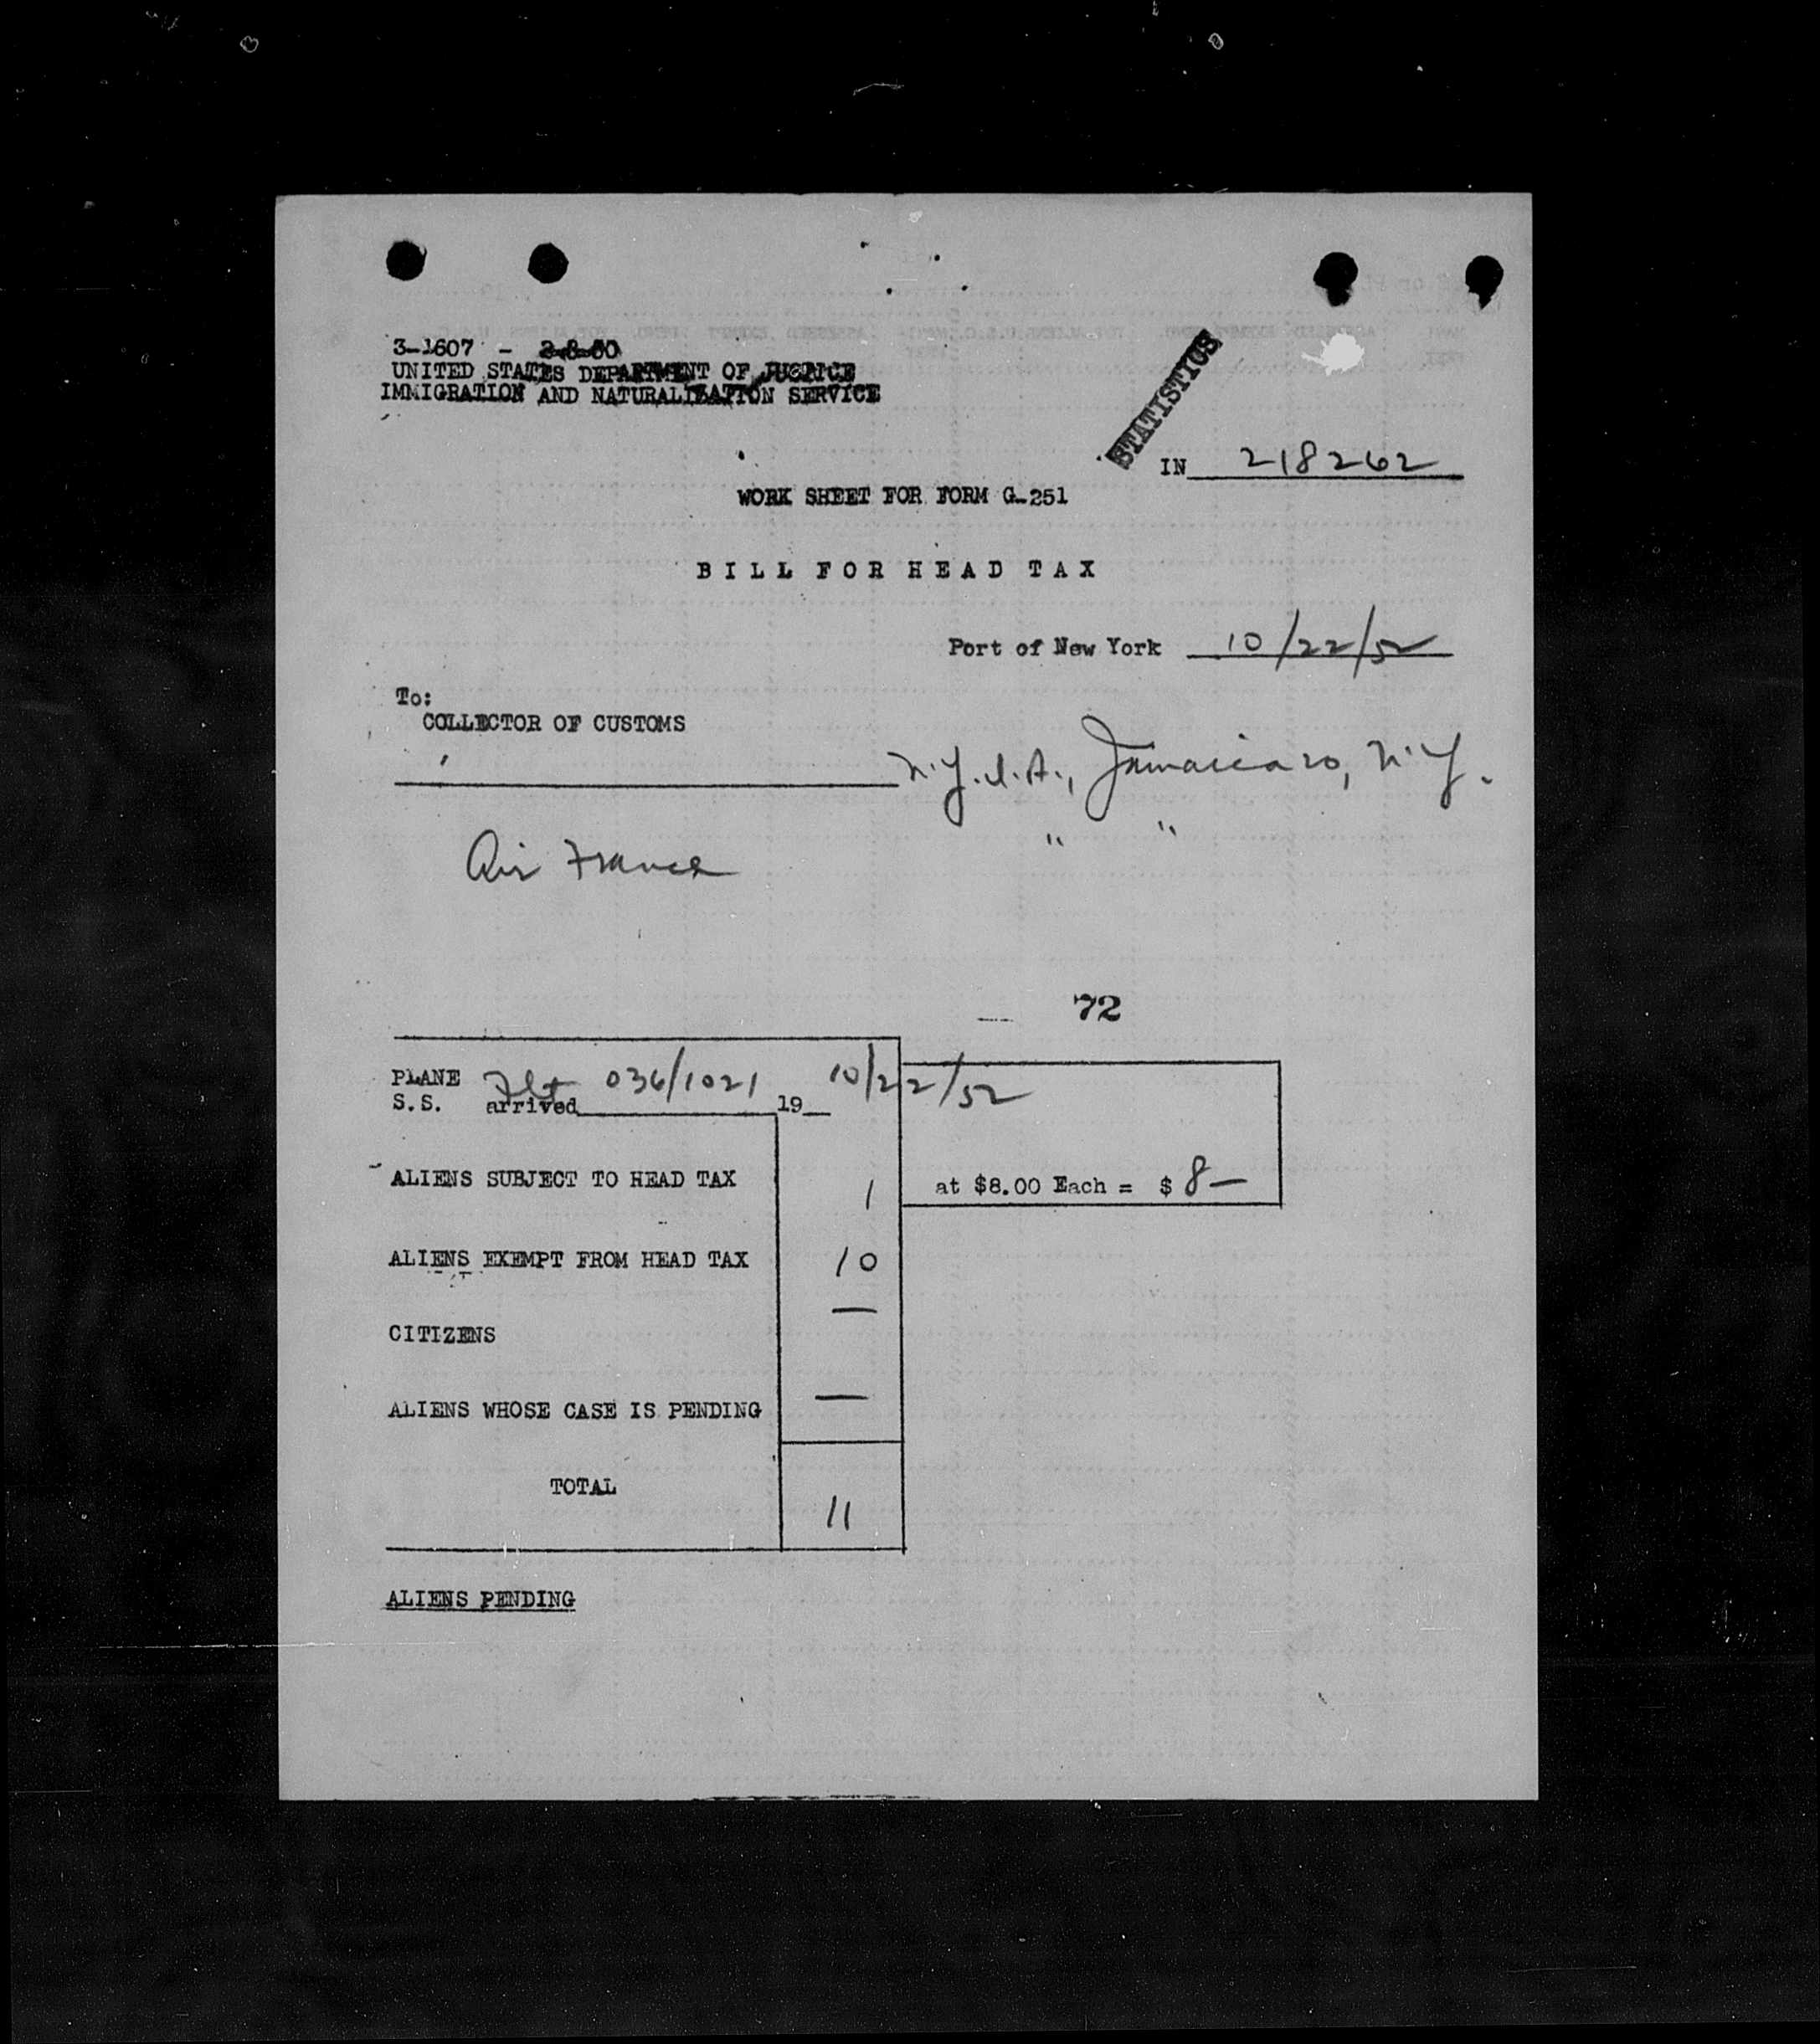 3-1607 - 2-8-50
UNITED STATES DEPARTMENT OF JUSTICE
IMMIGRATION AND NATURALIZATION SERVICE
STATISTICS
IN 218262
WORK SHEET FOR FORM G-251
BILL FOR HEAD TAX
Port of New York 10/22/52
To:
COLLECTOR OF CUSTOMS
N.Y.I.A., Jamaica 20, N.Y.
Air France " "
72
PLANE Flt 036/1021 10/22/52
S.S. arrived 19
ALIENS SUBJECT TO HEAD TAX 1 at $8.00 Each = $ 8—
ALIENS EXEMPT FROM HEAD TAX 10
CITIZENS —
ALIENS WHOSE CASE IS PENDING —
TOTAL 11
ALIENS PENDING